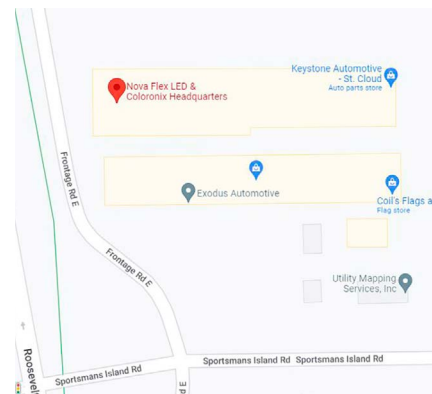 Keystone Automotive
- St. Cloud
Auto parts store
Nova Flex LED &
Coloronix Headquarters
Exodus Automotive
Coil's Flags a
Flag store
Frontage Rd E
Frontage Rd E
Utility Mapping
Services, Inc
Sportsmans Island Rd Sportsmans Island Rd
Sportsmans Island Rd
Roosevel
d E